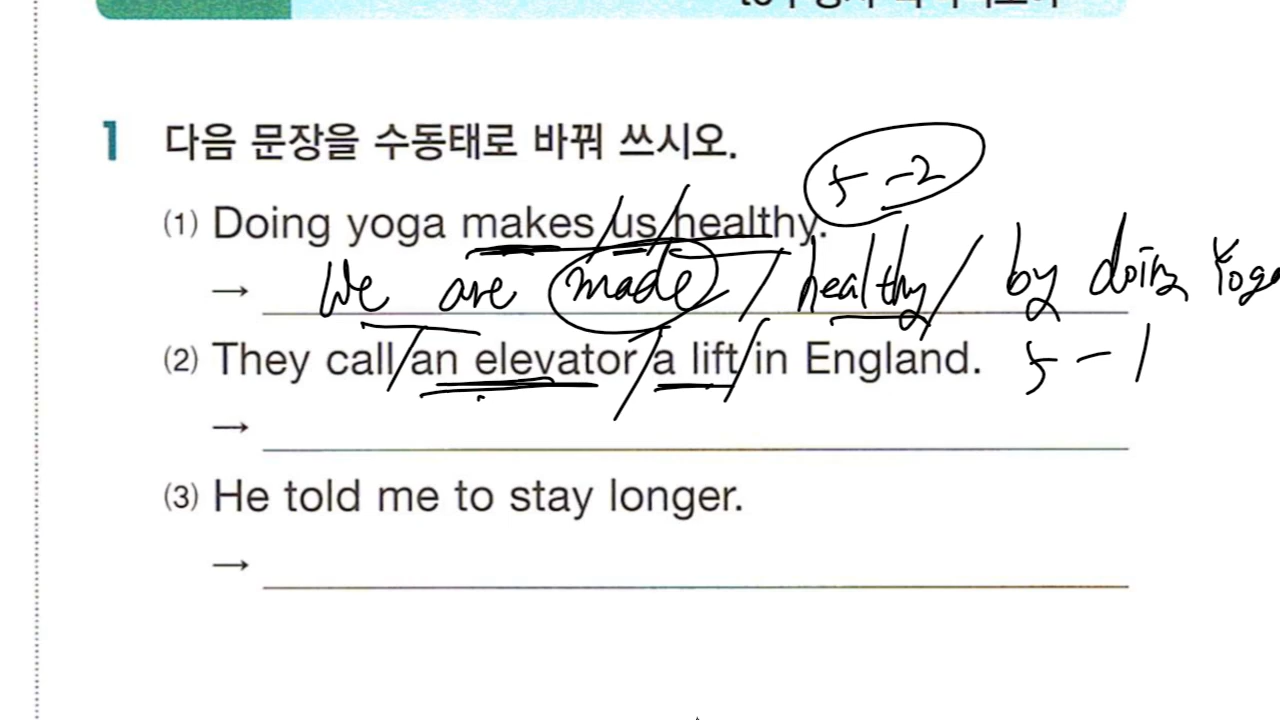 1 다음 문장을 수동태로 바꿔 쓰시오.
5-2
(1) Doing yoga makes/us/healthy.
→ We are made / healthy / by doing Yoga
(2) They call/an elevator/a lift/in England. 5-1
→
(3) He told me to stay longer.
→